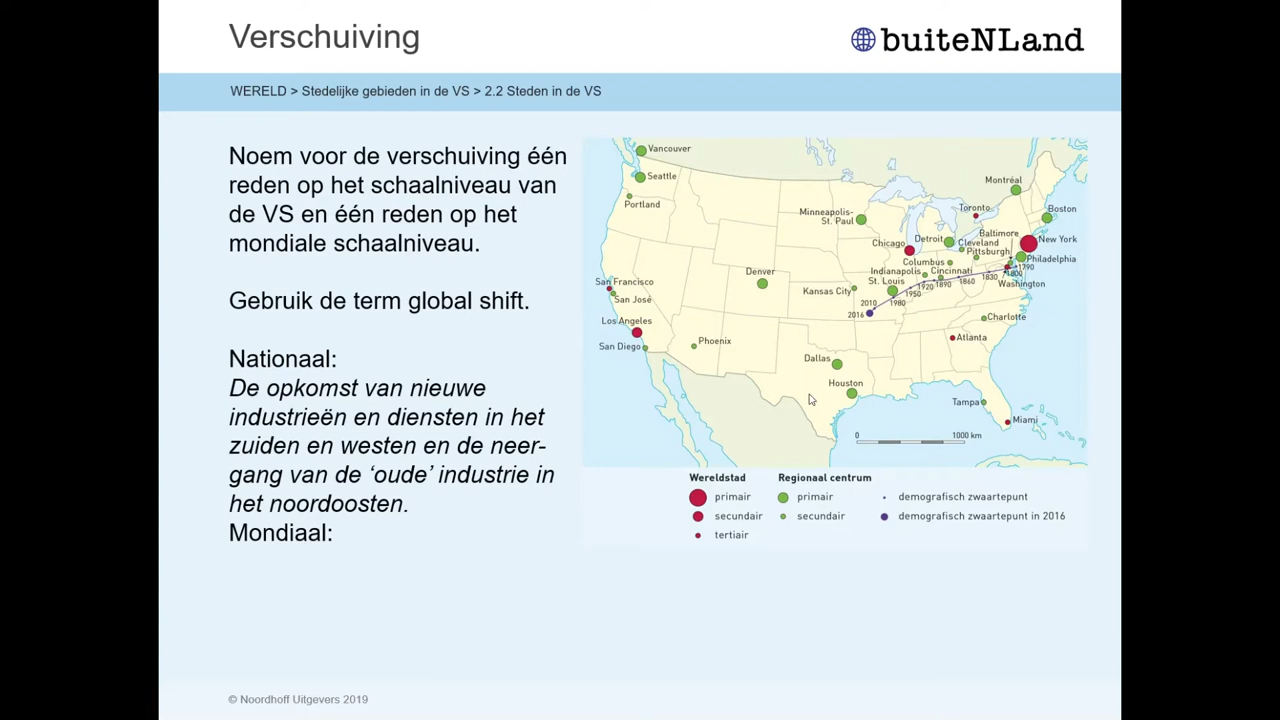 Verschuiving
buiteNLand
WERELD > Stedelijke gebieden in de VS > 2.2 Steden in de VS
Noem voor de verschuiving één
reden op het schaalniveau van
de VS en één reden op het
mondiale schaalniveau.
Gebruik de term global shift.
Nationaal:
De opkomst van nieuwe
industrieën en diensten in het
zuiden en westen en de neer-
gang van de ‘oude’ industrie in
het noordoosten.
Mondiaal:
Vancouver
Seattle
Portland
Montréal
Toronto
Boston
Minneapolis-
St. Paul
Chicago
Detroit
Cleveland
Baltimore
New York
Pittsburgh
Philadelphia
Columbus
Indianapolis
Cincinnati
Washington
Denver
Kansas City
St. Louis
San Francisco
San José
Los Angeles
San Diego
Phoenix
Charlotte
Atlanta
Dallas
Houston
Tampa
Miami
1790
1800
1830
1860
1890
1920
1950
1980
2010
2016
0 1000 km
Wereldstad
primair
secundair
tertiair
Regionaal centrum
primair
secundair
demografisch zwaartepunt
demografisch zwaartepunt in 2016
© Noordhoff Uitgevers 2019